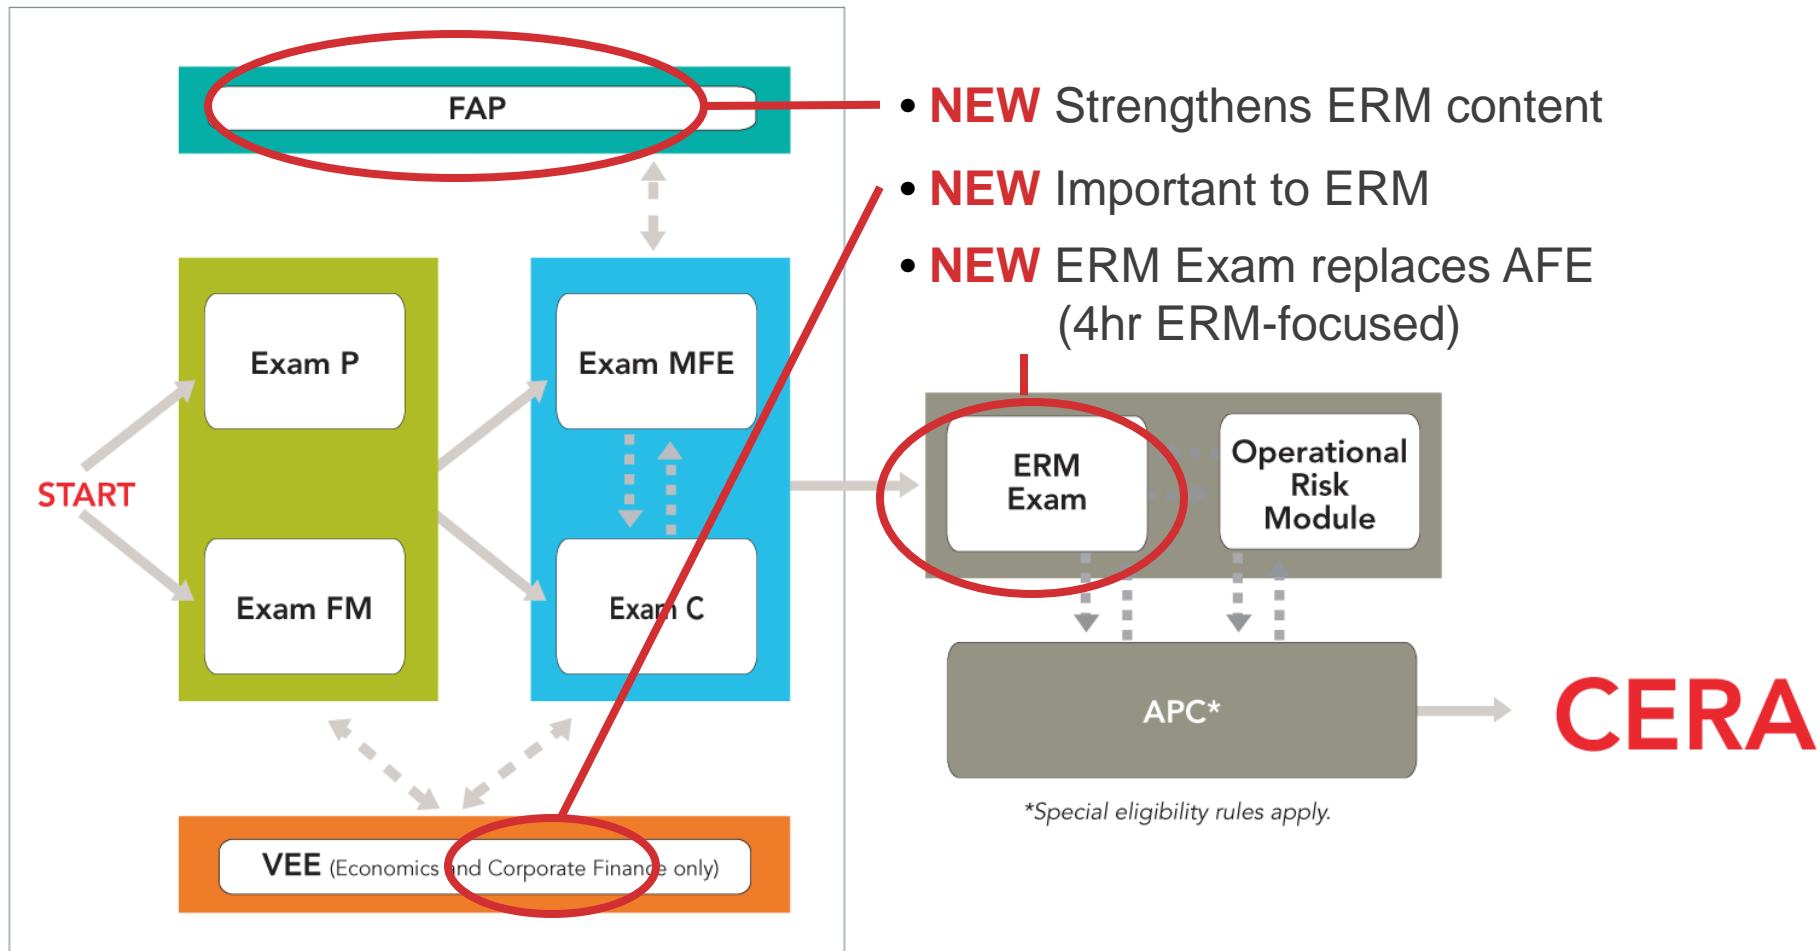 FAP
• NEW Strengthens ERM content
• NEW Important to ERM
• NEW ERM Exam replaces AFE
(4hr ERM-focused)
Exam P
Exam MFE
START
Exam FM
Exam C
ERM
Exam
Operational
Risk
Module
APC*
CERA
*Special eligibility rules apply.
VEE (Economics and Corporate Finance only)